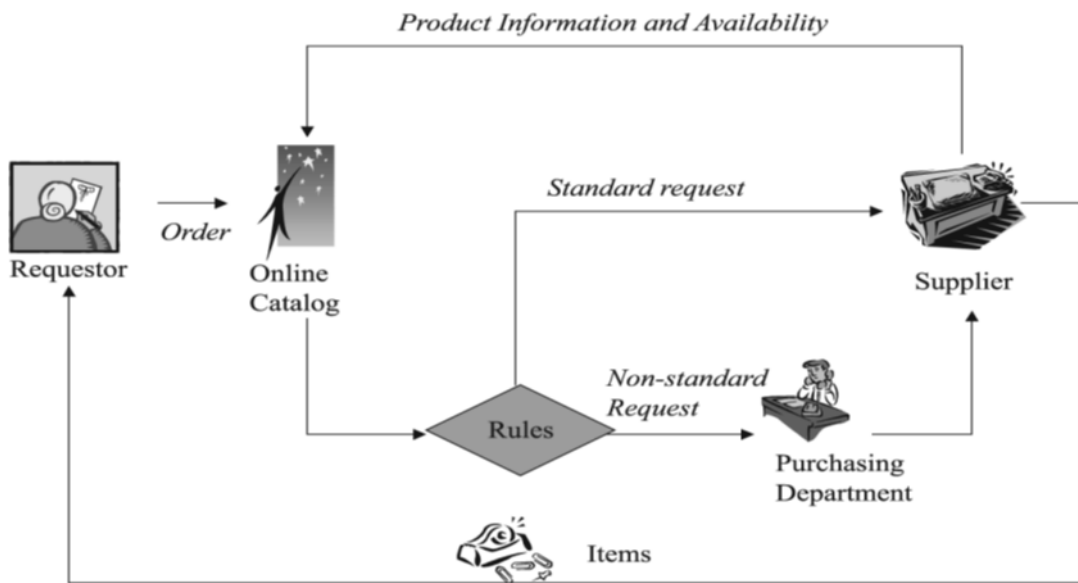 Product Information and Availability
Standard request
Order
Requestor
Online
Catalog
Supplier
Non-standard
Request
Rules
Purchasing
Department
Items